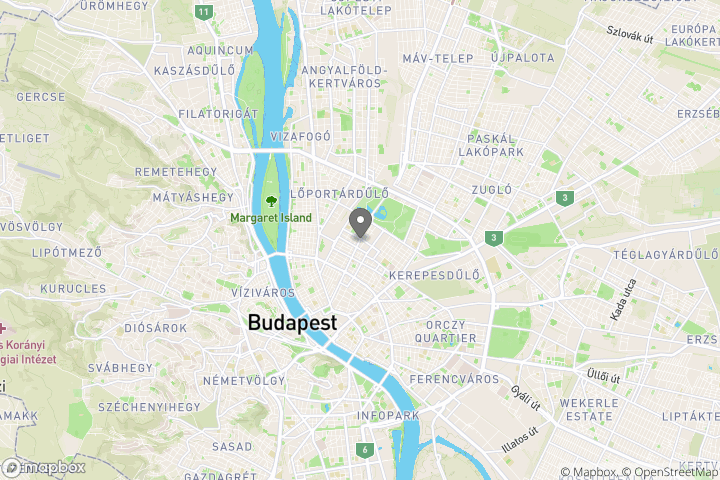 ÜRÖMHEGY
11
LAKÓTELEP
Szlovák út
EURÓPA
LAKÓKERT
AQUINCUM
KASZÁSDŰLŐ
ANGYALFÖLD-
KERTVÁROS
MÁV-TELEP
ÚJPALOTA
GERCSE
FILATORIGÁT
ERZSÉB
VIZAFOGÓ
PASKÁL
LAKÓPARK
ETLIGET
REMETEHEGY
MÁTYÁSHEGY
LŐPORTÁRDŰLŐ
ZUGLÓ
3
Margaret Island
VÖSVÖLGY
3
LIPÓTMEZŐ
TÉGLAGYÁRDŰLŐ
KEREPESDŰLŐ
KURUCLES
VÍZIVÁROS
Kada utca
DIÓSÁROK
Budapest
ORCZY
QUARTIER
s Korányi
giai Intézet
ERZS
SVÁBHEGY
NÉMETVÖLGY
FERENCVÁROS
Üllői út
Gyáli út
SZÉCHENYIHEGY
INFOPARK
WEKERLE
ESTATE
LIPTÁKT
AMAKK
SASAD
6
Illatos út
GAZDAGRÉT
mapbox
© Mapbox, © OpenStreetMap